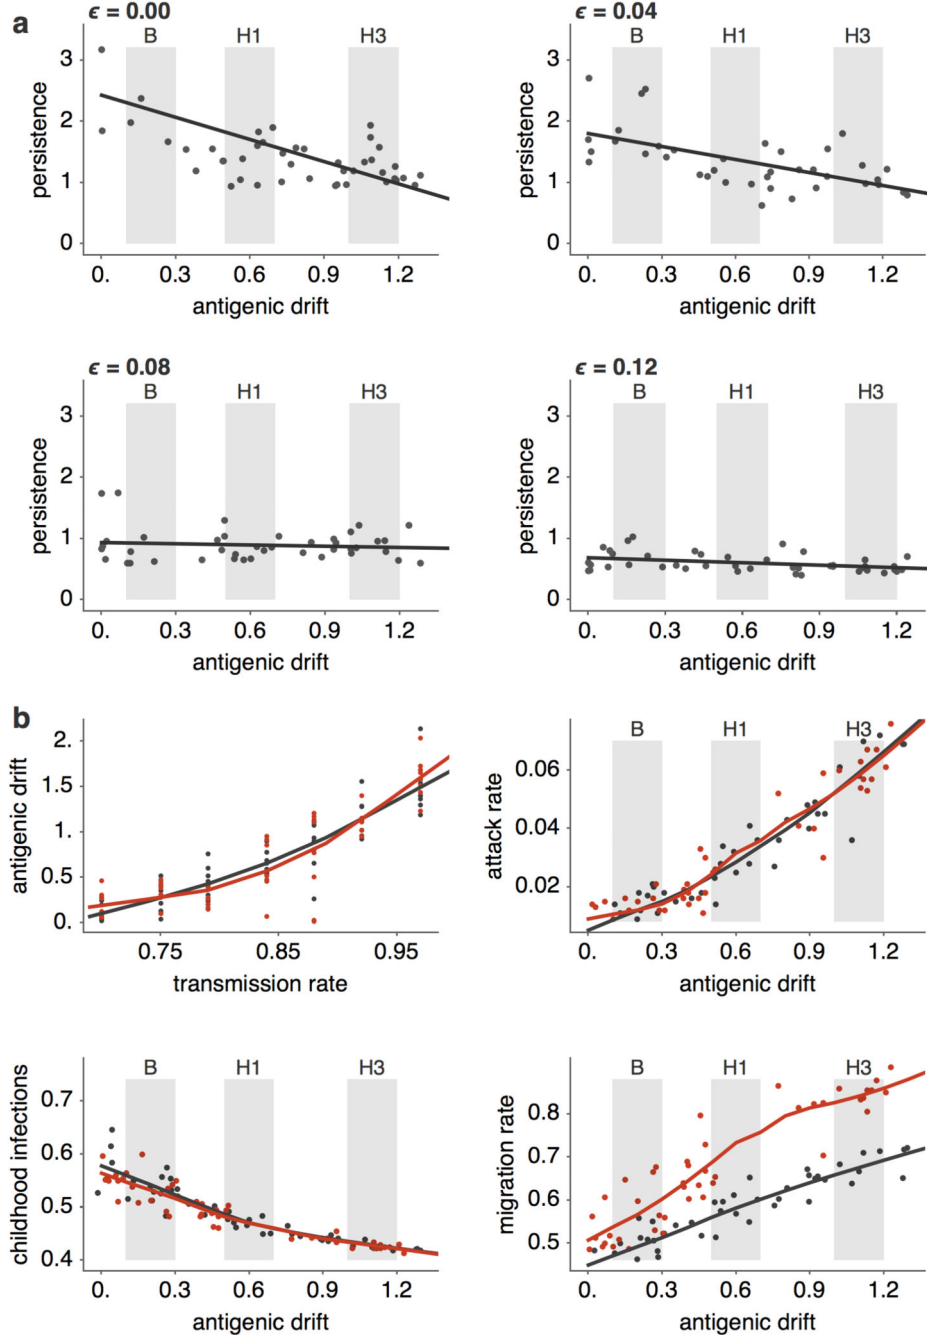 a
ϵ = 0.00
B H1 H3
persistence
3
2
1
0
0. 0.3 0.6 0.9 1.2
antigenic drift
ϵ = 0.04
B H1 H3
persistence
3
2
1
0
0. 0.3 0.6 0.9 1.2
antigenic drift
ϵ = 0.08
B H1 H3
persistence
3
2
1
0
0. 0.3 0.6 0.9 1.2
antigenic drift
ϵ = 0.12
B H1 H3
persistence
3
2
1
0
0. 0.3 0.6 0.9 1.2
antigenic drift
b
antigenic drift
2.
1.5
1.
0.5
0.
0.75 0.85 0.95
transmission rate
B H1 H3
attack rate
0.06
0.04
0.02
0. 0.3 0.6 0.9 1.2
antigenic drift
B H1 H3
childhood infections
0.7
0.6
0.5
0.4
0. 0.3 0.6 0.9 1.2
antigenic drift
B H1 H3
migration rate
0.8
0.7
0.6
0.5
0. 0.3 0.6 0.9 1.2
antigenic drift